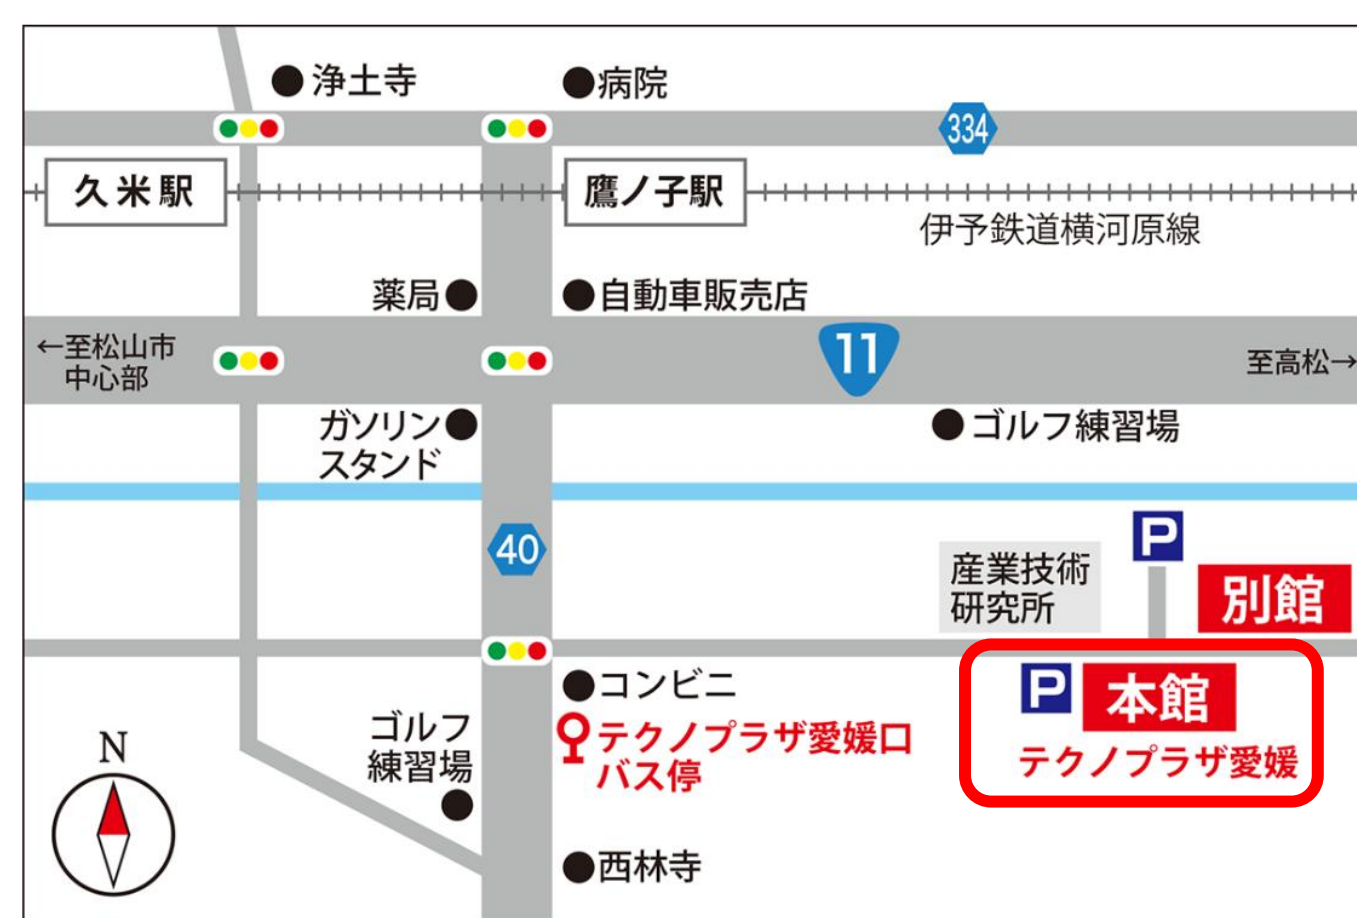 浄土寺
病院
334
久米駅
鷹ノ子駅
伊予鉄道横河原線
薬局
自動車販売店
←至松山市
中心部
11
至高松→
ガソリン
スタンド
ゴルフ練習場
40
P
産業技術
研究所
別館
コンビニ
P
本館
テクノプラザ愛媛
テクノプラザ愛媛口
バス停
ゴルフ
練習場
N
西林寺